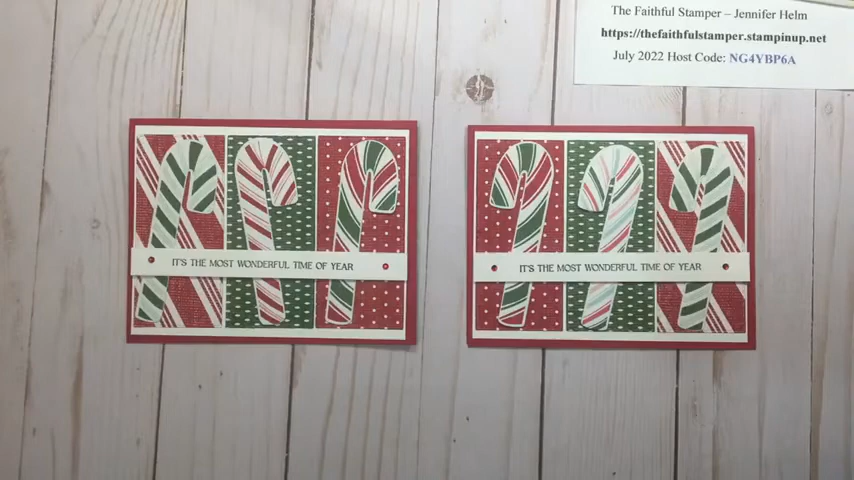 The Faithful Stamper – Jennifer Helm
https://thefaithfulstamper.stampinup.net
July 2022 Host Code: NG4YBP6A
IT'S THE MOST WONDERFUL TIME OF YEAR
IT'S THE MOST WONDERFUL TIME OF YEAR